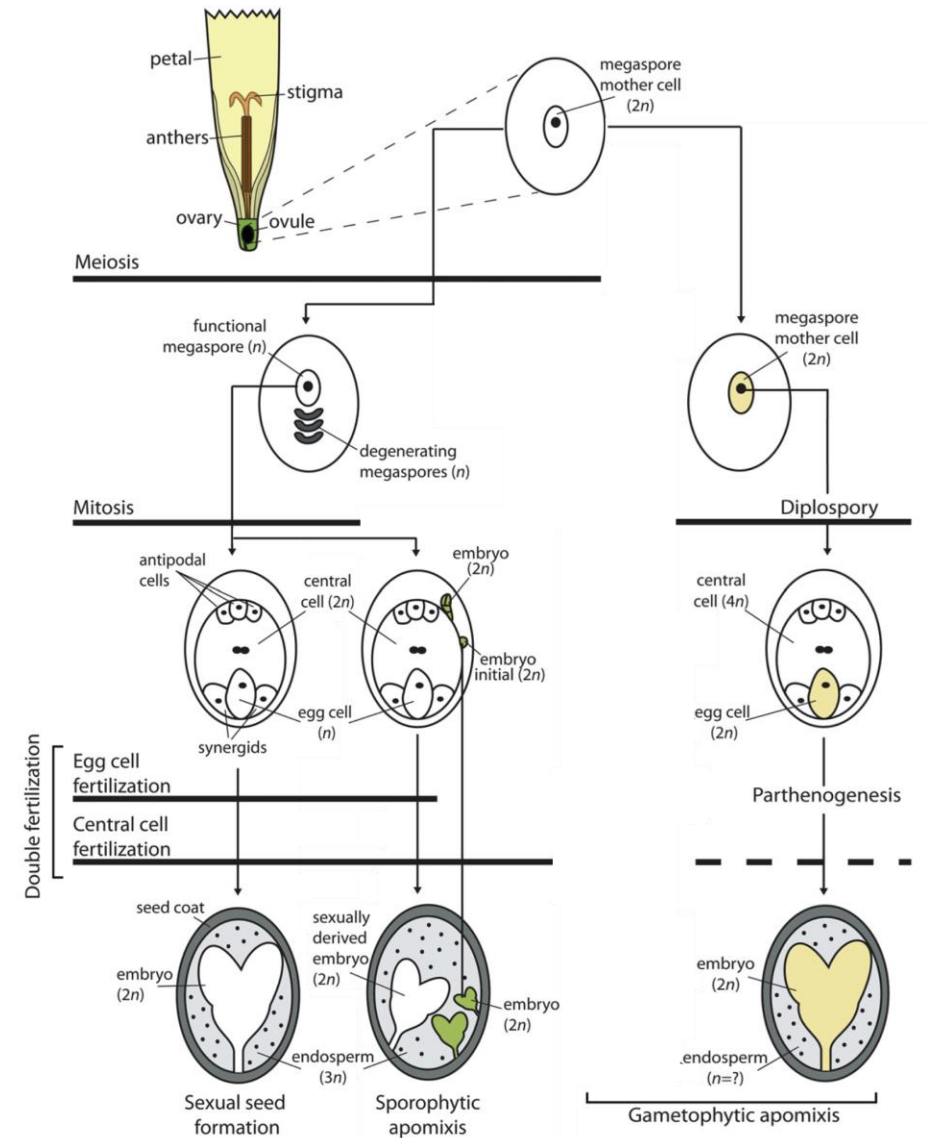 petal
stigma
anthers
ovary
ovule
megaspore
mother cell
(2n)
Meiosis
functional
megaspore (n)
degenerating
megaspores (n)
megaspore
mother cell
(2n)
Mitosis
Diplospory
antipodal
cells
central
cell (2n)
embryo
(2n)
embryo
initial (2n)
egg cell
(n)
synergids
central
cell (4n)
egg cell
(2n)
Double fertilization
Egg cell
fertilization
Central cell
fertilization
Parthenogenesis
seed coat
embryo
(2n)
sexually
derived
embryo
(2n)
embryo
(2n)
endosperm
(3n)
embryo
(2n)
endosperm
(n=?)
Sexual seed
formation
Sporophytic
apomixis
Gametophytic apomixis